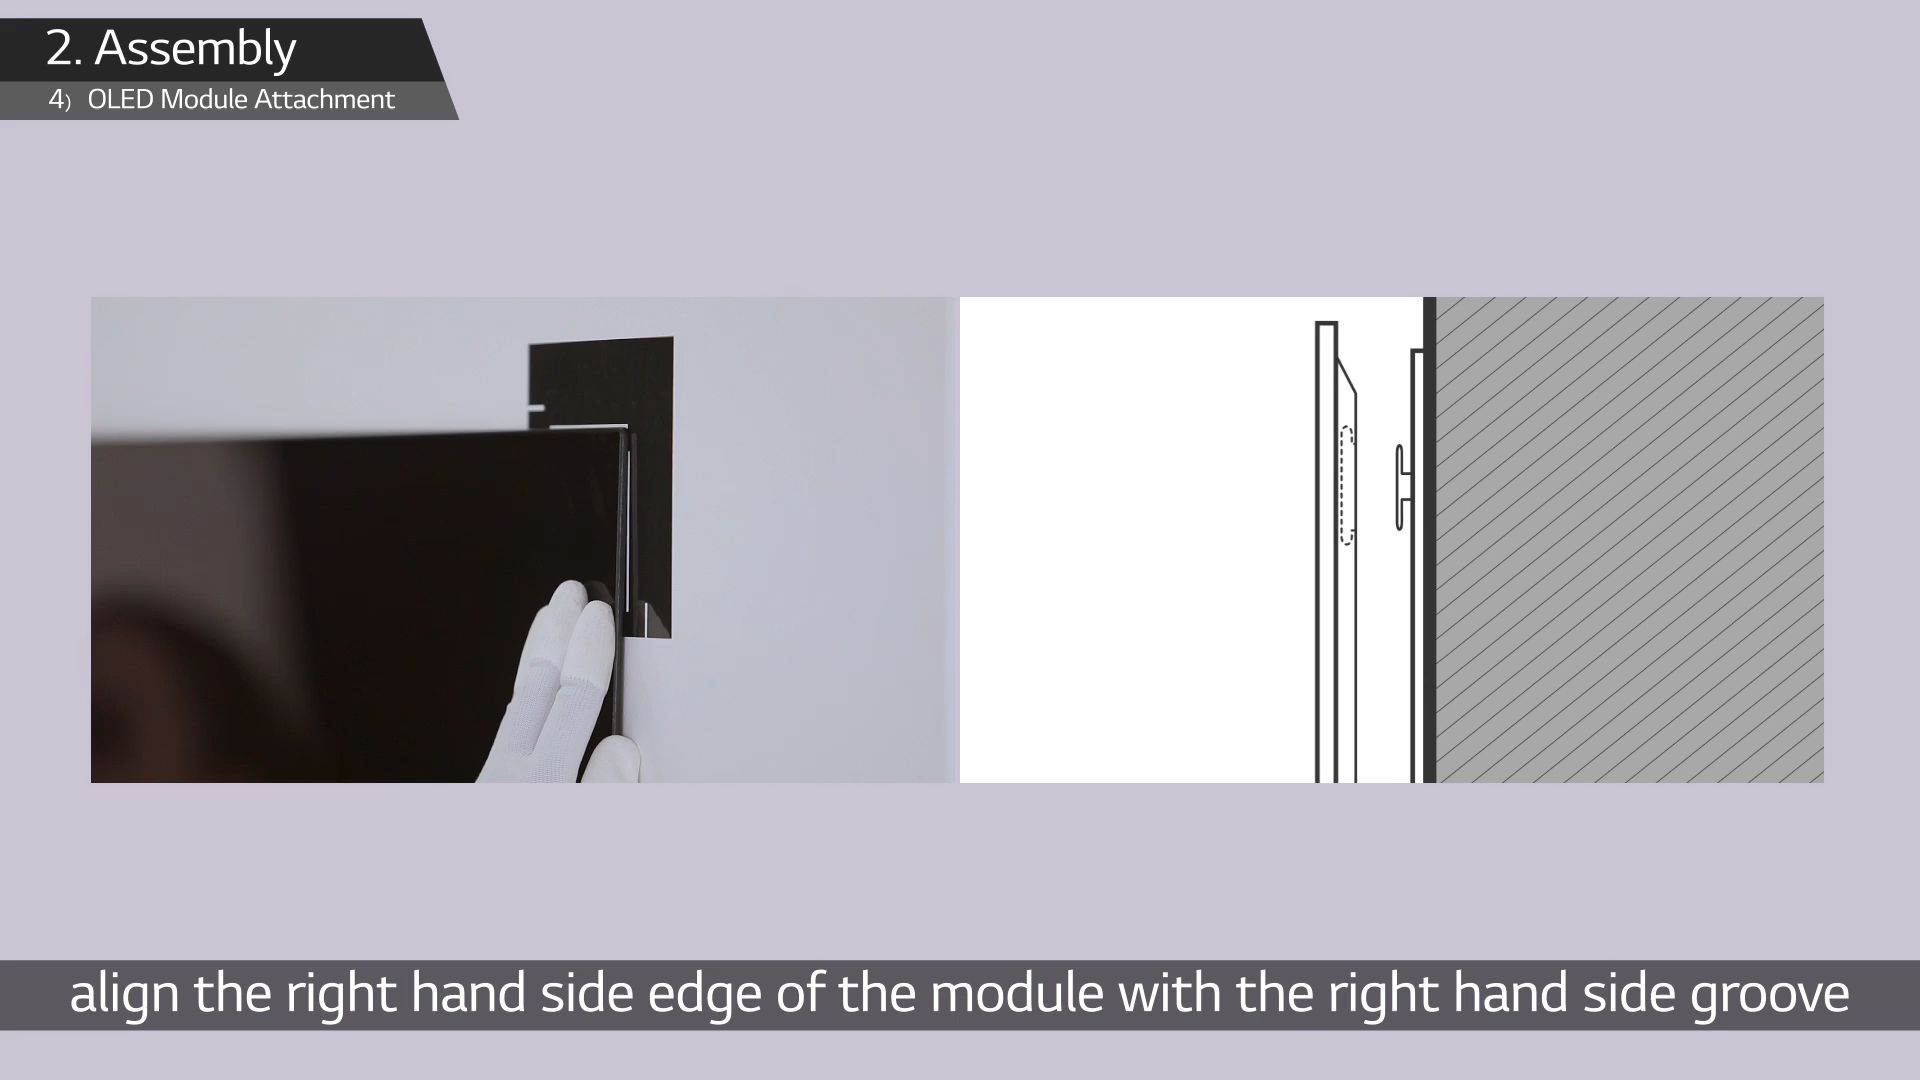 2. Assembly
4) OLED Module Attachment
align the right hand side edge of the module with the right hand side groove